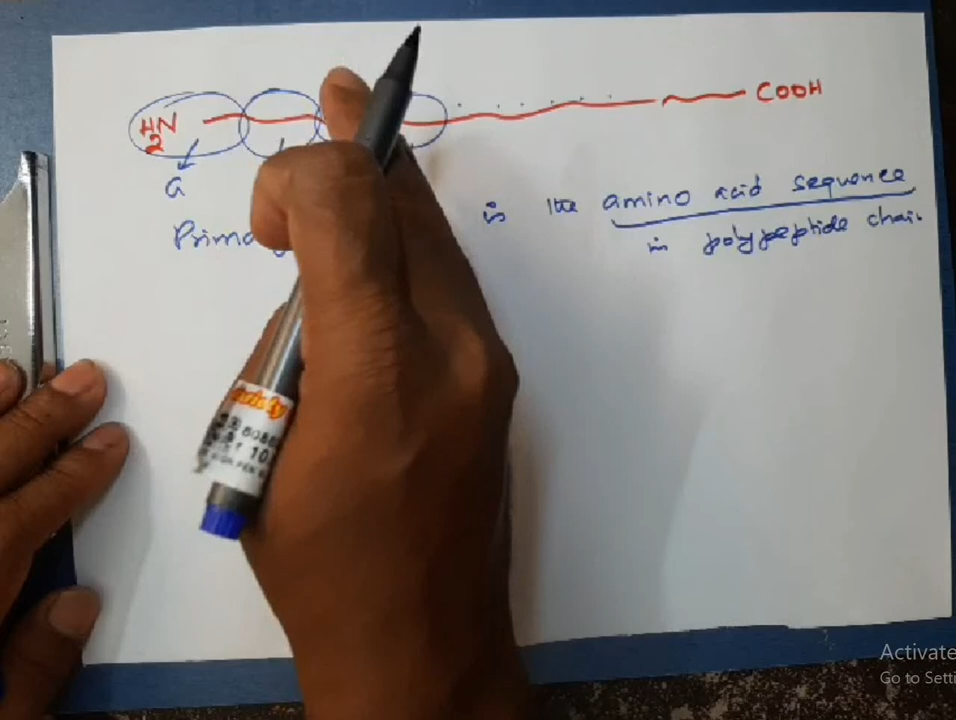 H2N COOH
a
is the amino acid sequence
in polypeptide chain
Activate
Go to Setti